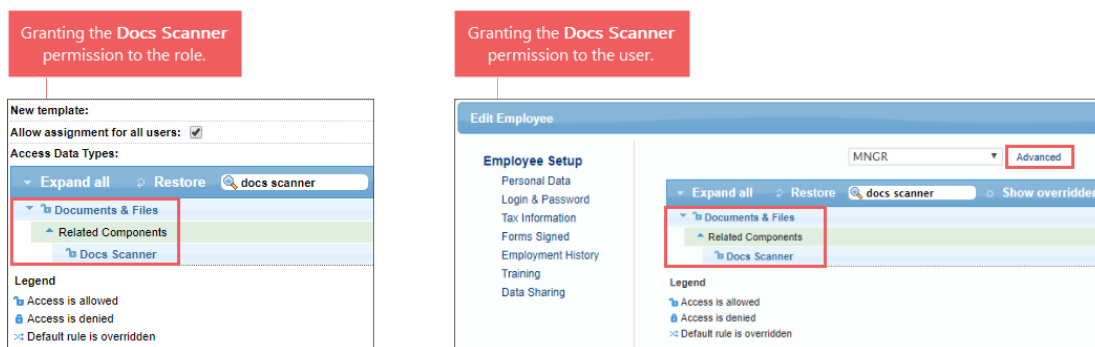 Granting the Docs Scanner
permission to the role.
New template:
Allow assignment for all users:
Access Data Types:
Expand all Restore docs scanner
Documents & Files
Related Components
Docs Scanner
Legend
Access is allowed
Access is denied
Default rule is overridden
Granting the Docs Scanner
permission to the user.
Edit Employee
Employee Setup
Personal Data
Login & Password
Tax Information
Forms Signed
Employment History
Training
Data Sharing
MNGR Advanced
Expand all Restore docs scanner Show overridden
Documents & Files
Related Components
Docs Scanner
Legend
Access is allowed
Access is denied
Default rule is overridden